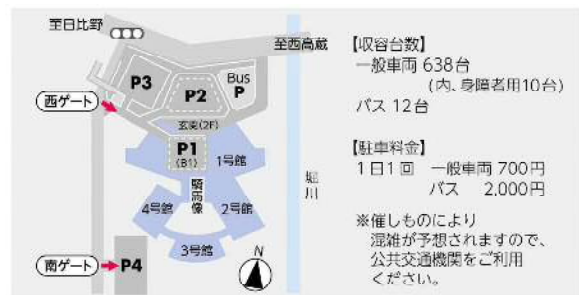 至日比野
至西高蔵
P3
P2
Bus
P
西ゲート
玄関(2F)
P1
(B1)
1号館
騎馬像
堀川
4号館
2号館
3号館
N
南ゲート
P4
【収容台数】
一般車両 638台
(内、身障者用10台)
バス 12台
【駐車料金】
1日1回 一般車両 700円
バス 2,000円
※催しものにより
混雑が予想されますので、
公共交通機関をご利用
ください。